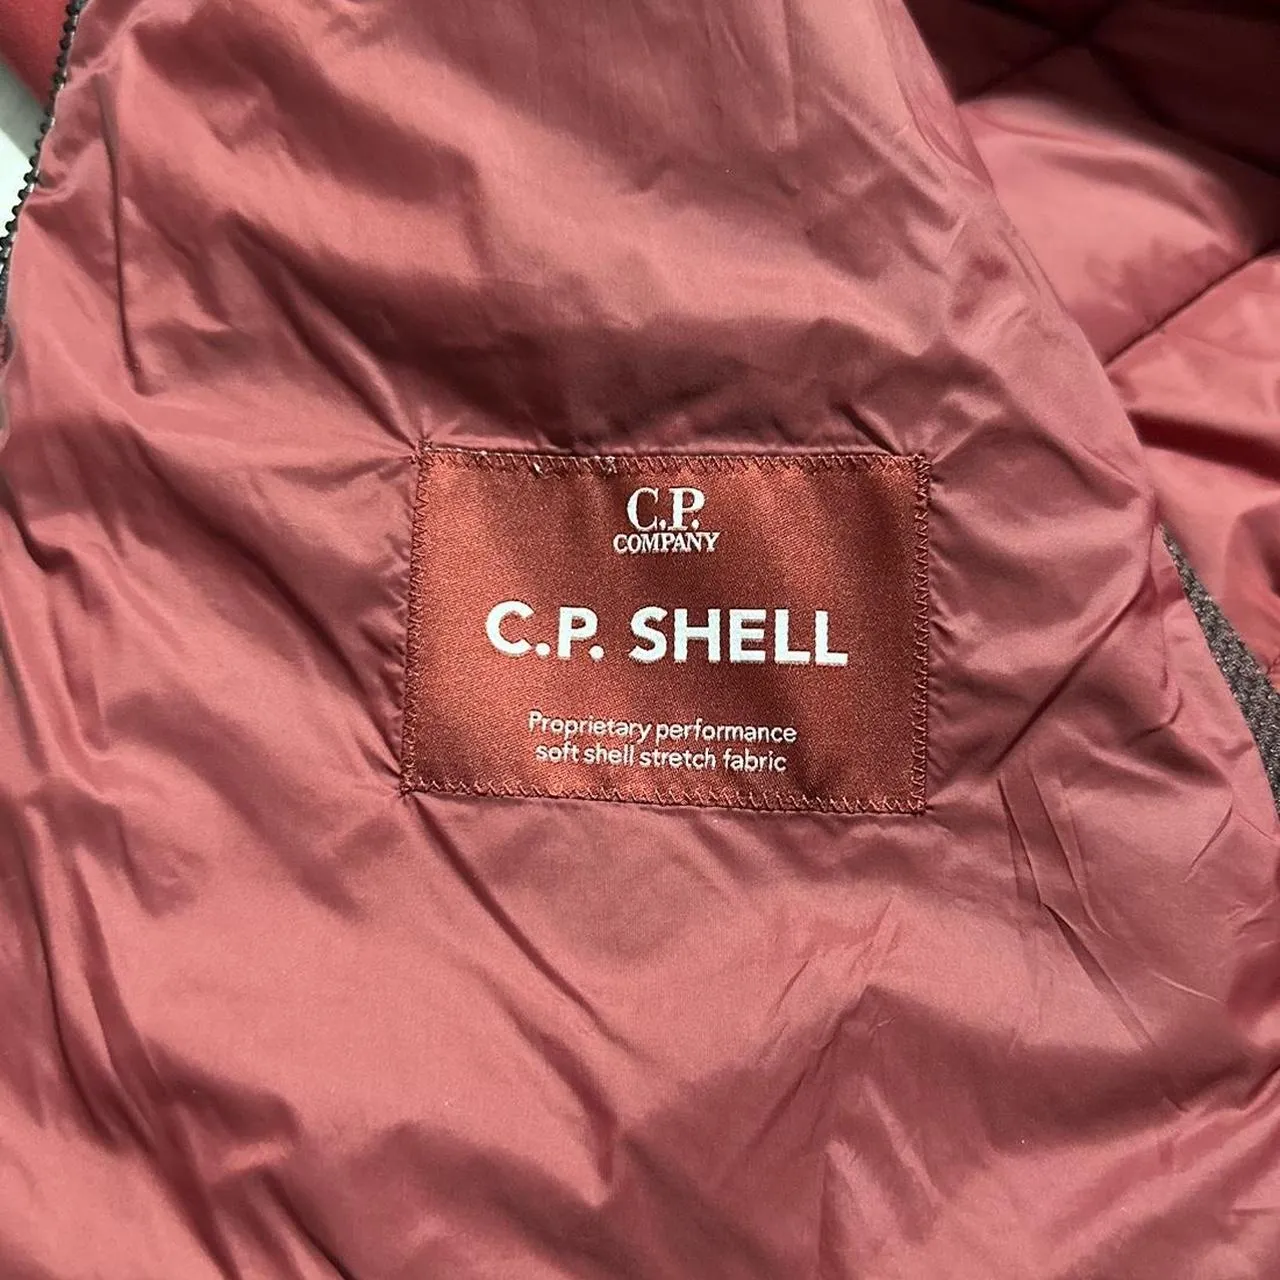 C.P.
COMPANY
C.P. SHELL
Proprietary performance
soft shell stretch fabric